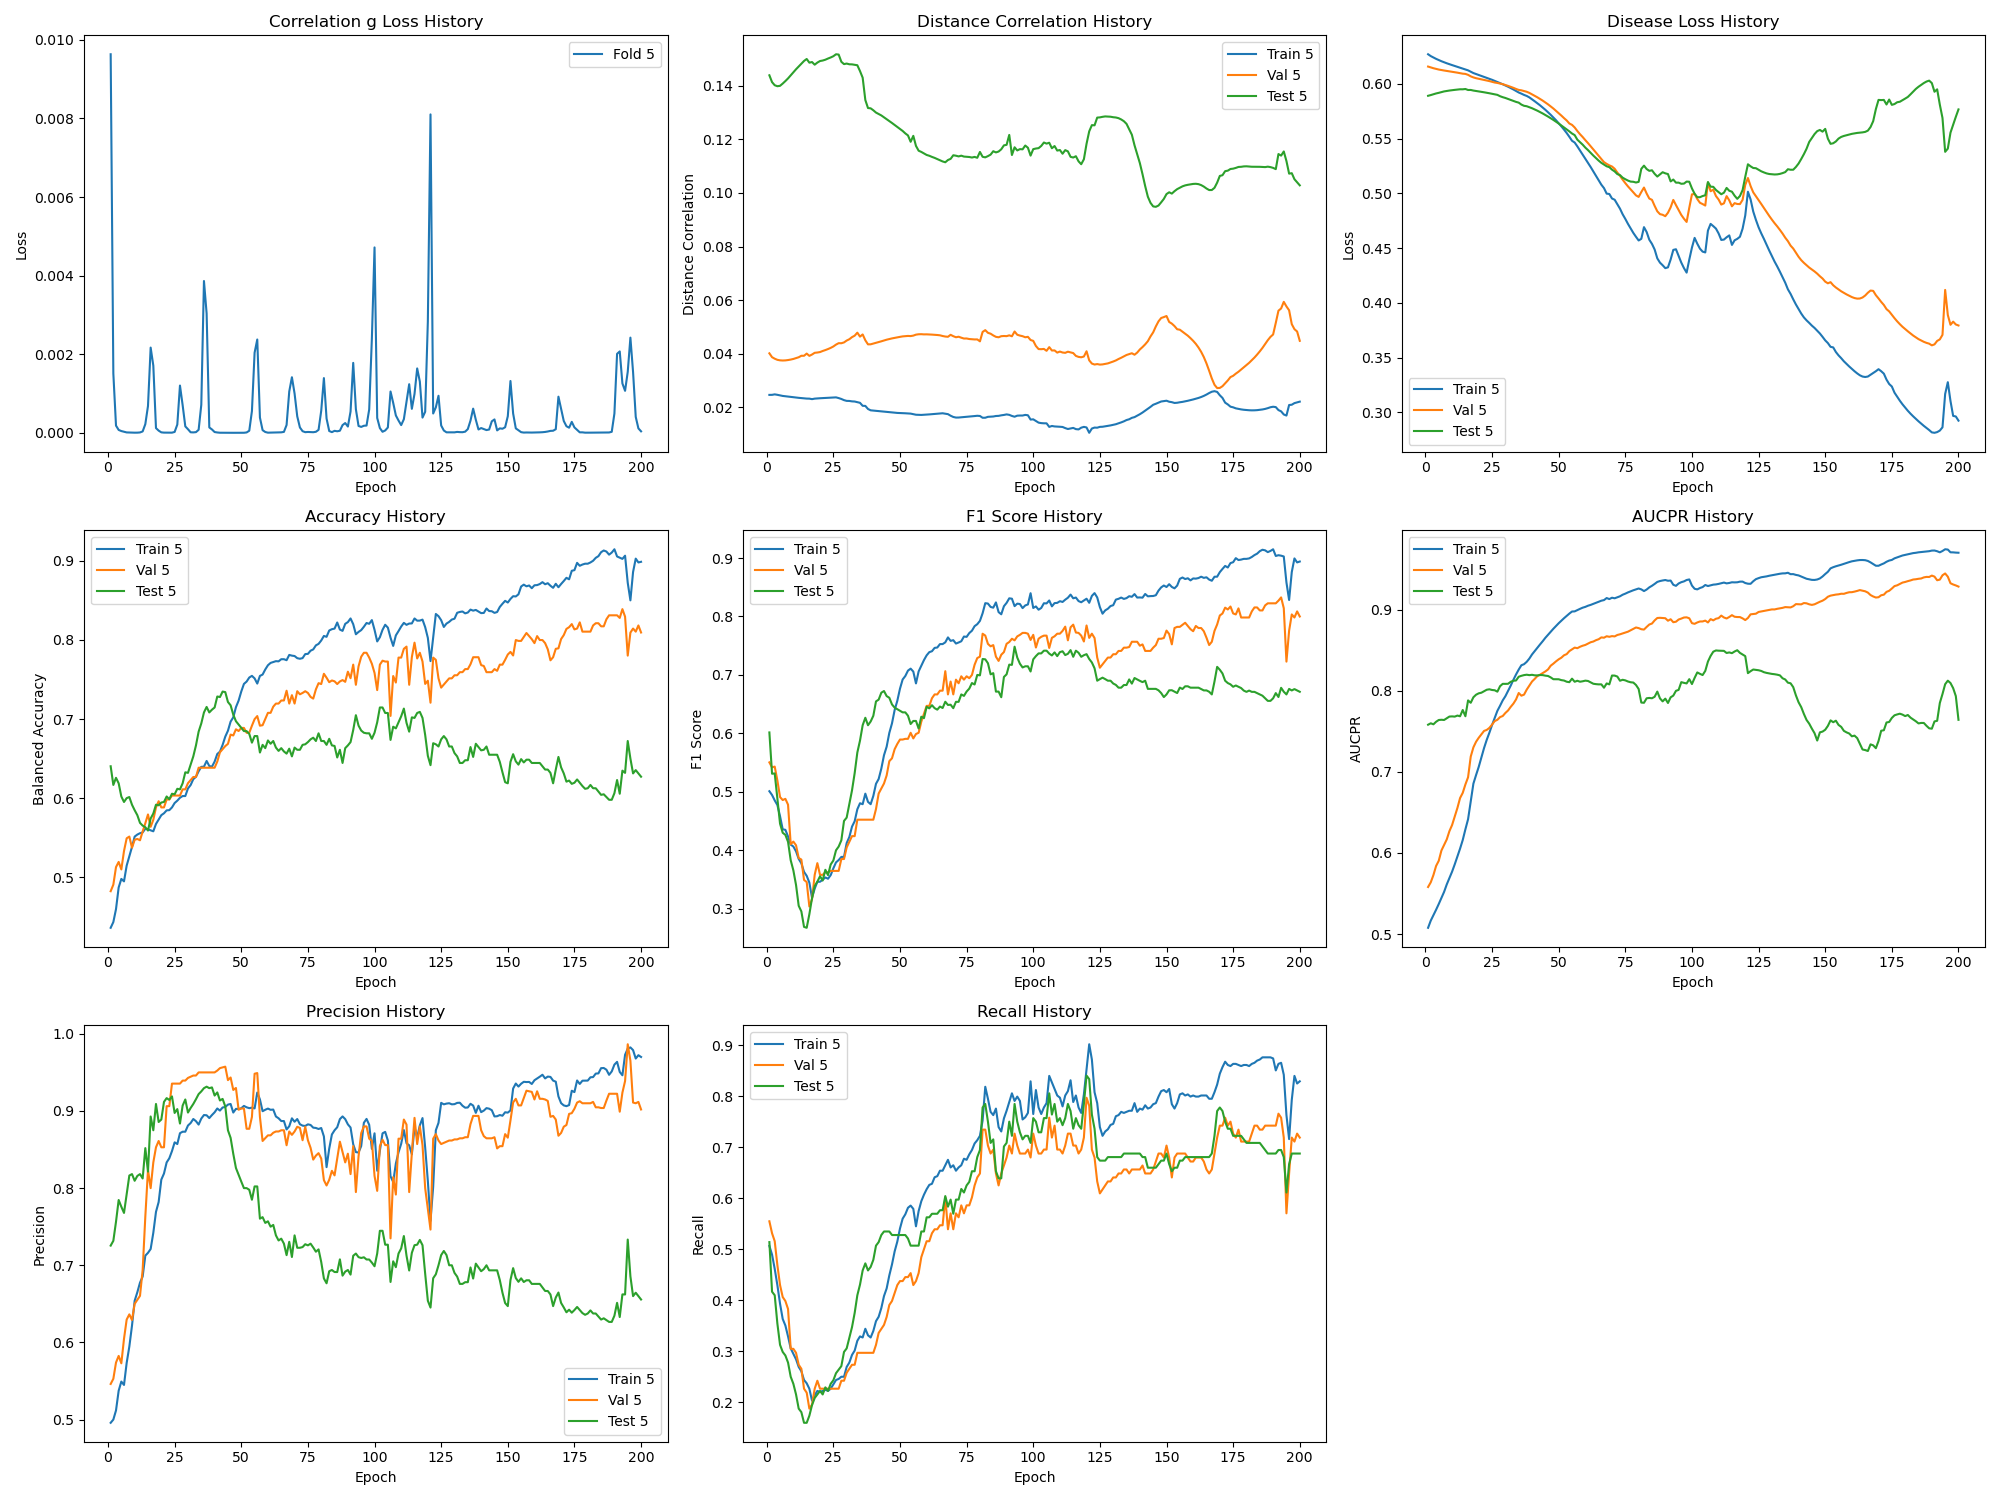 Correlation g Loss History
Loss
0.010
0.008
0.006
0.004
0.002
0.000
0 25 50 75 100 125 150 175 200
Epoch
Fold 5
Distance Correlation History
Distance Correlation
0.14
0.12
0.10
0.08
0.06
0.04
0.02
0 25 50 75 100 125 150 175 200
Epoch
Train 5
Val 5
Test 5
Disease Loss History
Loss
0.60
0.55
0.50
0.45
0.40
0.35
0.30
0 25 50 75 100 125 150 175 200
Epoch
Train 5
Val 5
Test 5
Accuracy History
Balanced Accuracy
0.9
0.8
0.7
0.6
0.5
0 25 50 75 100 125 150 175 200
Epoch
Train 5
Val 5
Test 5
F1 Score History
F1 Score
0.9
0.8
0.7
0.6
0.5
0.4
0.3
0 25 50 75 100 125 150 175 200
Epoch
Train 5
Val 5
Test 5
AUCPR History
AUCPR
0.9
0.8
0.7
0.6
0.5
0 25 50 75 100 125 150 175 200
Epoch
Train 5
Val 5
Test 5
Precision History
Precision
1.0
0.9
0.8
0.7
0.6
0.5
0 25 50 75 100 125 150 175 200
Epoch
Train 5
Val 5
Test 5
Recall History
Recall
0.9
0.8
0.7
0.6
0.5
0.4
0.3
0.2
0 25 50 75 100 125 150 175 200
Epoch
Train 5
Val 5
Test 5